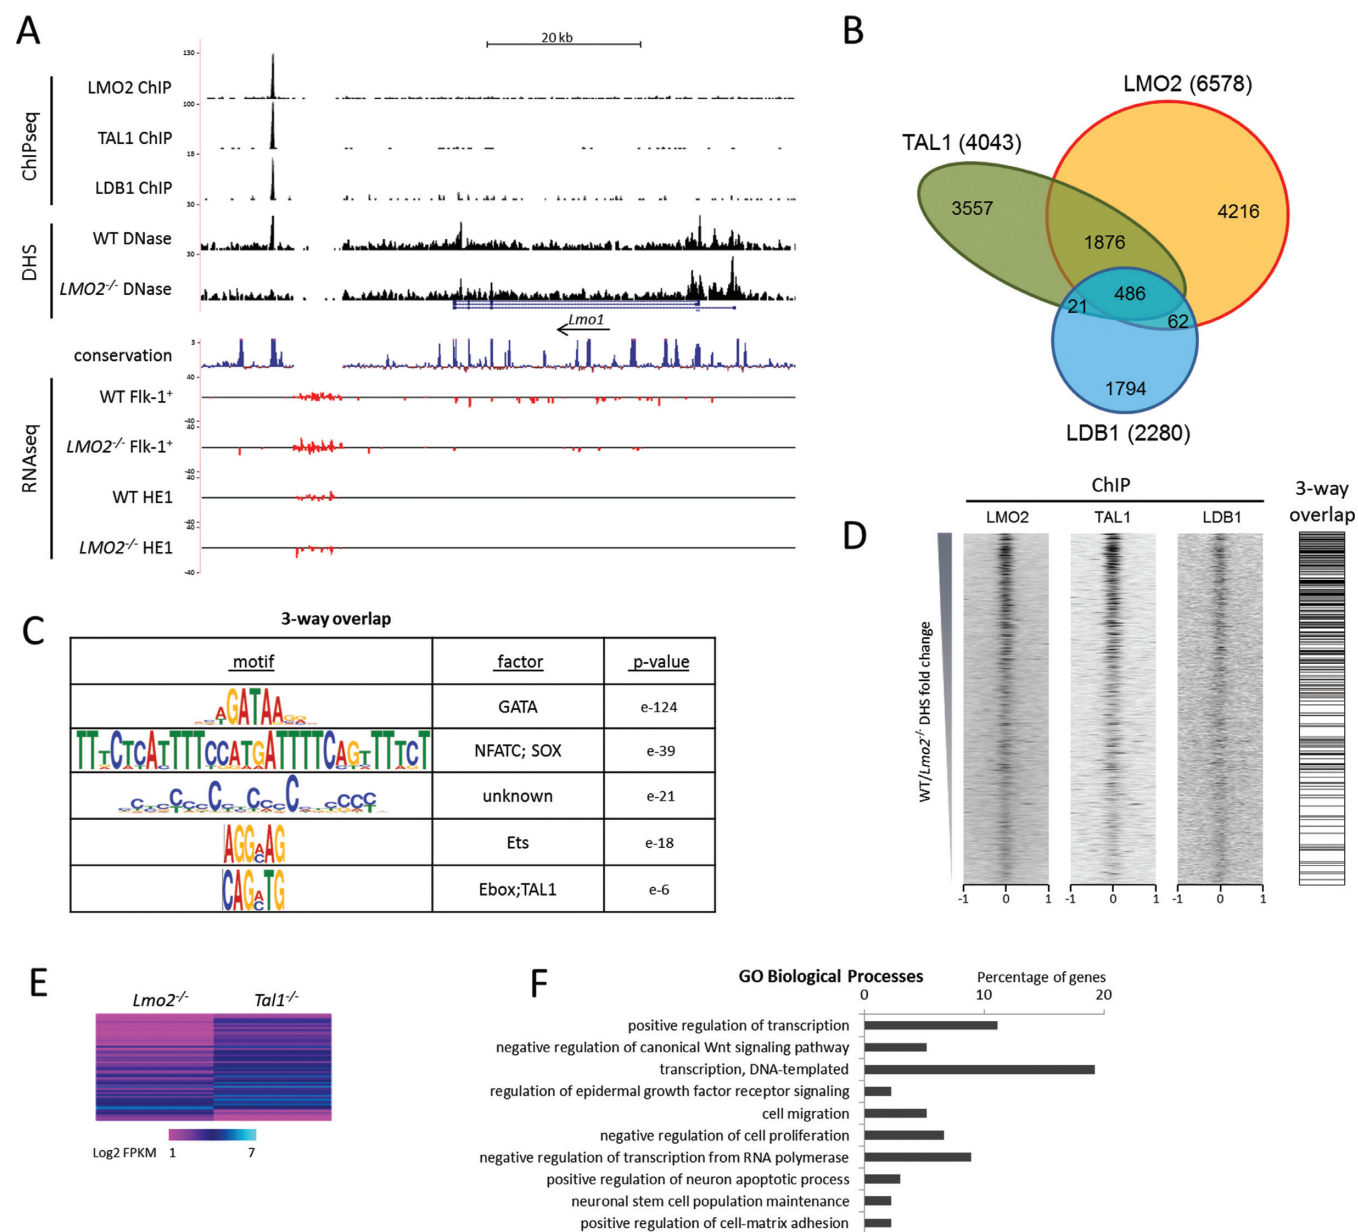 A
20 kb
ChIPseq
130
LMO2 ChIP
100
TAL1 ChIP
18
LDB1 ChIP
DHS
30
WT DNase
30
LMO2-/- DNase
Lmo1
3
conservation
RNAseq
40
WT Flk-1+
-40
40
LMO2-/- Flk-1+
-40
40
WT HE1
-40
40
LMO2-/- HE1
-40
B
LMO2 (6578)
TAL1 (4043)
3557
4216
1876
486
21
62
1794
LDB1 (2280)
C
3-way overlap
motif factor p-value
GATAA GATA e-124
TTTCTCATTTTCCATGATTTTCAGTTTTCT NFATC; SOX e-39
unknown e-21
AGGAAG Ets e-18
CAGATG Ebox;TAL1 e-6
D
ChIP
3-way
overlap
LMO2 TAL1 LDB1
WT/Lmo2-/- DHS fold change
-1 0 1 -1 0 1 -1 0 1
E
Lmo2-/- Tal1-/-
Log2 FPKM 1 7
F
GO Biological Processes Percentage of genes
0 10 20
positive regulation of transcription
negative regulation of canonical Wnt signaling pathway
transcription, DNA-templated
regulation of epidermal growth factor receptor signaling
cell migration
negative regulation of cell proliferation
negative regulation of transcription from RNA polymerase
positive regulation of neuron apoptotic process
neuronal stem cell population maintenance
positive regulation of cell-matrix adhesion